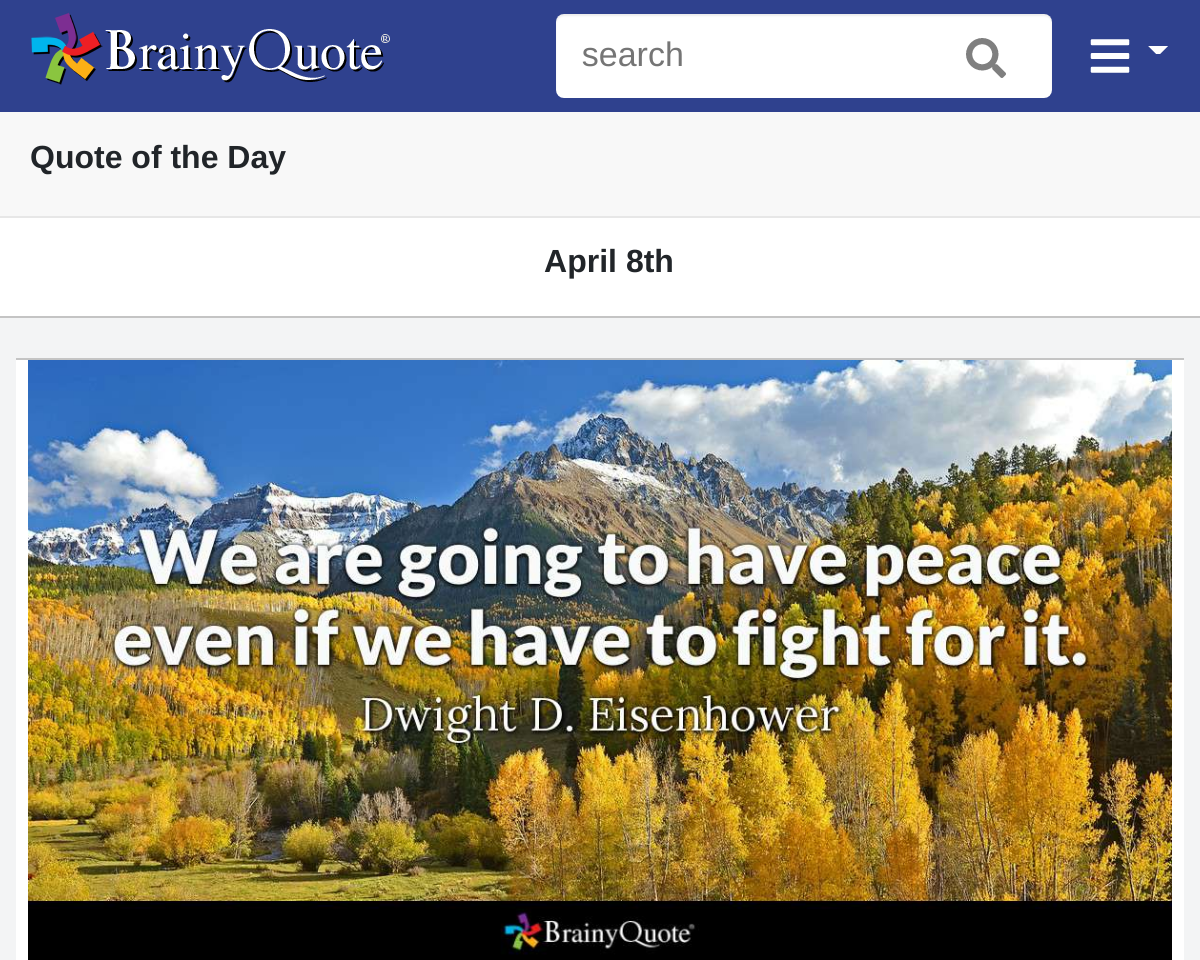 BrainyQuote®
search
Quote of the Day
April 8th
We are going to have peace
even if we have to fight for it.
Dwight D. Eisenhower
BrainyQuote®